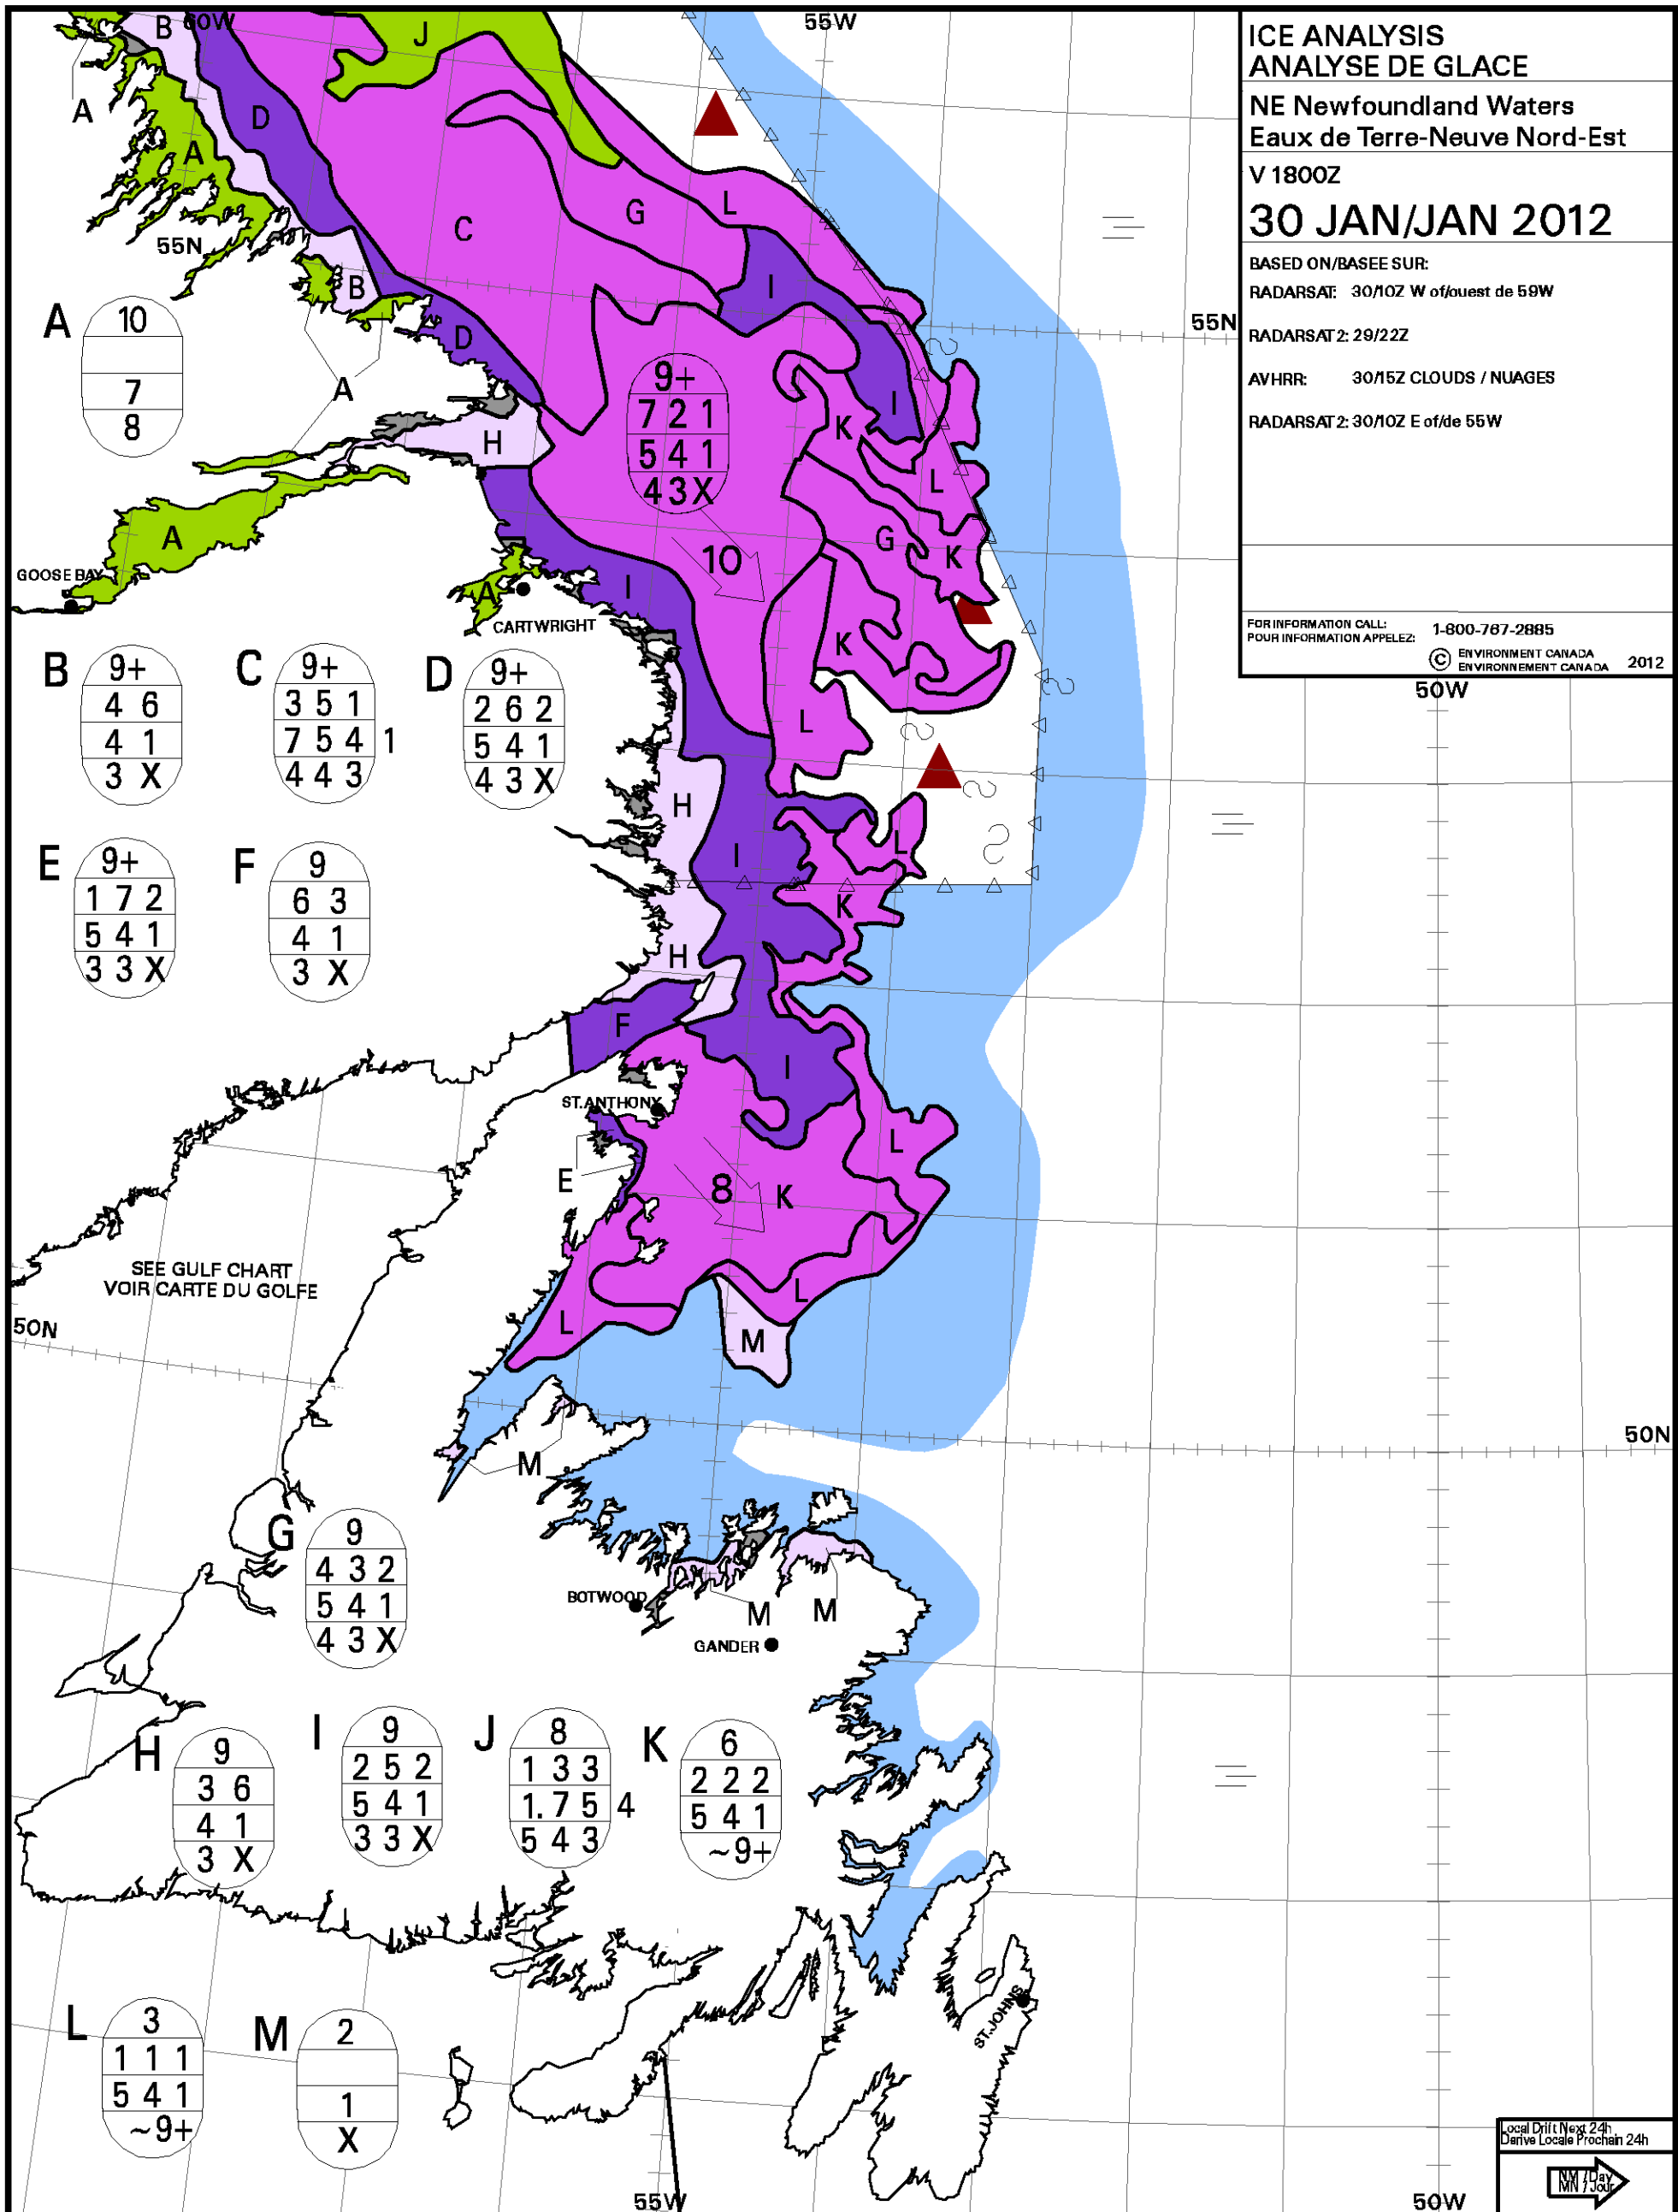 ICE ANALYSIS
ANALYSE DE GLACE
NE Newfoundland Waters
Eaux de Terre-Neuve Nord-Est
V 1800Z
30 JAN/JAN 2012
BASED ON/BASEE SUR:
RADARSAT: 30/10Z W of/ouest de 59W
RADARSAT2: 29/22Z
AVHRR: 30/15Z CLOUDS / NUAGES
RADARSAT2: 30/10Z E of/de 55W
FOR INFORMATION CALL: 1-800-767-2885
POUR INFORMATION APPELEZ:
© ENVIRONMENT CANADA
ENVIRONNEMENT CANADA 2012
60W
55W
B
J
A
D
A
L
G
C
55N
B
I
55N
D
A
I
K
H
L
A
G
K
10
GOOSE BAY
A
I
CARTWRIGHT
K
50W
L
H
I
L
K
H
F
I
ST.ANTHONY
L
E
8
K
SEE GULF CHART
VOIR CARTE DU GOLFE
L
50N
L
M
50N
M
BOTWOOD
M
M
GANDER
ST.JOHNS
55W
50W
9+
7 2 1
5 4 1
4 3 X
A
10
7
8
B
9+
4 6
4 1
3 X
C
9+
3 5 1
7 5 4 1
4 4 3
D
9+
2 6 2
5 4 1
4 3 X
E
9+
1 7 2
5 4 1
3 3 X
F
9
6 3
4 1
3 X
G
9
4 3 2
5 4 1
4 3 X
H
9
3 6
4 1
3 X
I
9
2 5 2
5 4 1
3 3 X
J
8
1 3 3
1. 7 5 4
5 4 3
K
6
2 2 2
5 4 1
~9+
L
3
1 1 1
5 4 1
~9+
M
2
1
X
Local Drift Next 24h
Derive Locale Prochain 24h
NM / Day
MN / Jour